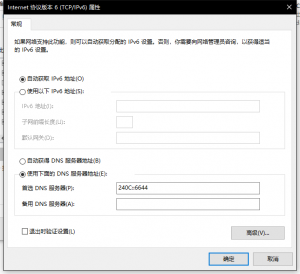 Internet 协议版本 6 (TCP/IPv6) 属性
常规
如果网络支持此功能，则可以自动获取分配的 IPv6 设置。否则，你需要向网络管理员咨询，以获得适当的 IPv6 设置。
自动获取 IPv6 地址(O)
使用以下 IPv6 地址(S):
IPv6 地址(I):
子网前缀长度(U):
默认网关(D):
自动获得 DNS 服务器地址(B)
使用下面的 DNS 服务器地址(E):
首选 DNS 服务器(P):
240C::6644
备用 DNS 服务器(A):
退出时验证设置(L)
高级(V)...
确定
取消